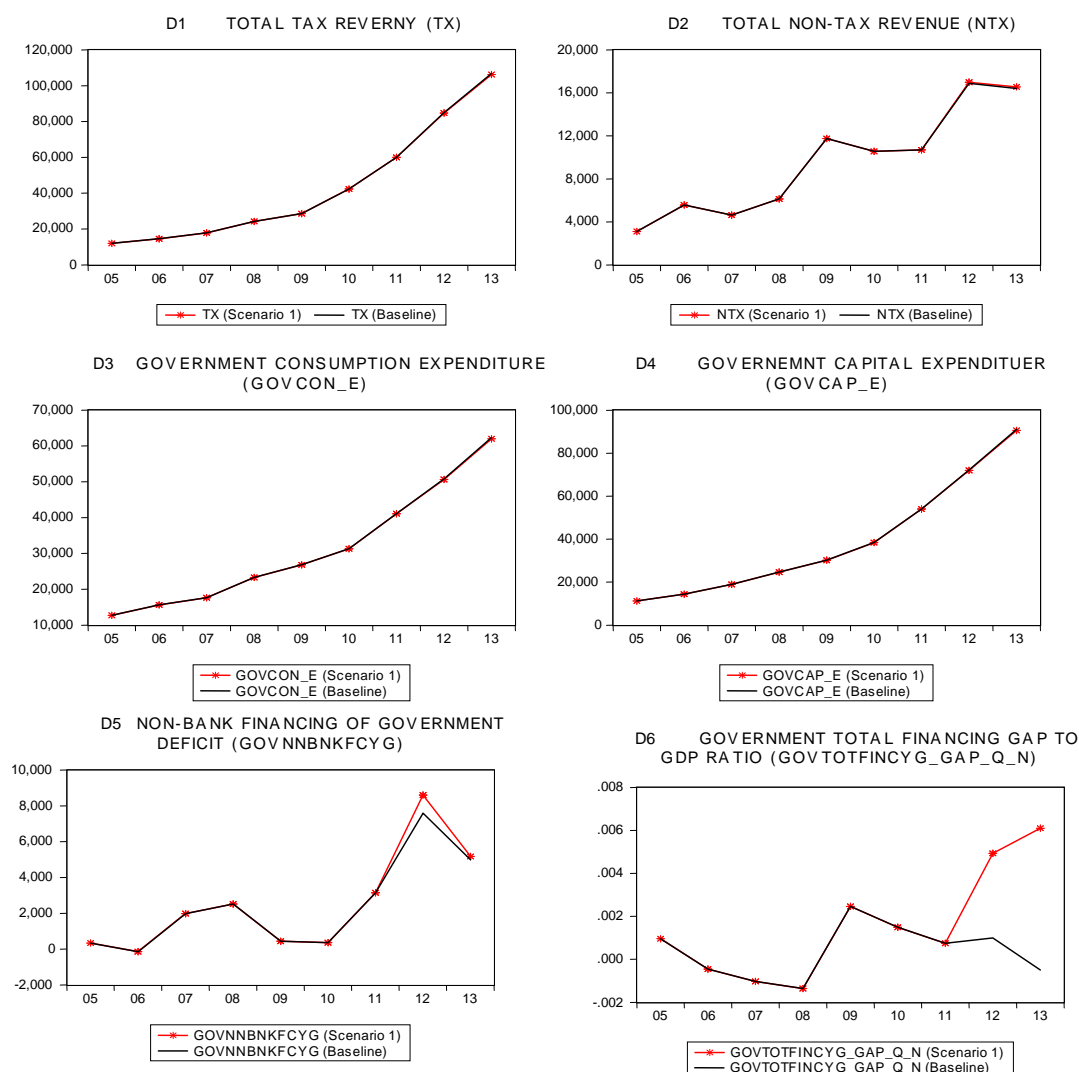 D1 TOTAL TAX REVERNY (TX)
120,000
100,000
80,000
60,000
40,000
20,000
0
05 06 07 08 09 10 11 12 13
TX (Scenario 1) TX (Baseline)
D2 TOTAL NON-TAX REVENUE (NTX)
20,000
16,000
12,000
8,000
4,000
0
05 06 07 08 09 10 11 12 13
NTX (Scenario 1) NTX (Baseline)
D3 GOVERNMENT CONSUMPTION EXPENDITURE
(GOVCON_E)
70,000
60,000
50,000
40,000
30,000
20,000
10,000
05 06 07 08 09 10 11 12 13
GOVCON_E (Scenario 1)
GOVCON_E (Baseline)
D4 GOVERNEMNT CAPITAL EXPENDITUER
(GOVCAP_E)
100,000
80,000
60,000
40,000
20,000
0
05 06 07 08 09 10 11 12 13
GOVCAP_E (Scenario 1)
GOVCAP_E (Baseline)
D5 NON-BANK FINANCING OF GOVERNMENT
DEFICIT (GOVNNBNKFCYG)
10,000
8,000
6,000
4,000
2,000
0
-2,000
05 06 07 08 09 10 11 12 13
GOVNNBNKFCYG (Scenario 1)
GOVNNBNKFCYG (Baseline)
D6 GOVERNMENT TOTAL FINANCING GAP TO
GDP RATIO (GOVTOTFINCYG_GAP_Q_N)
.008
.006
.004
.002
.000
-.002
05 06 07 08 09 10 11 12 13
GOVTOTFINCYG_GAP_Q_N (Scenario 1)
GOVTOTFINCYG_GAP_Q_N (Baseline)